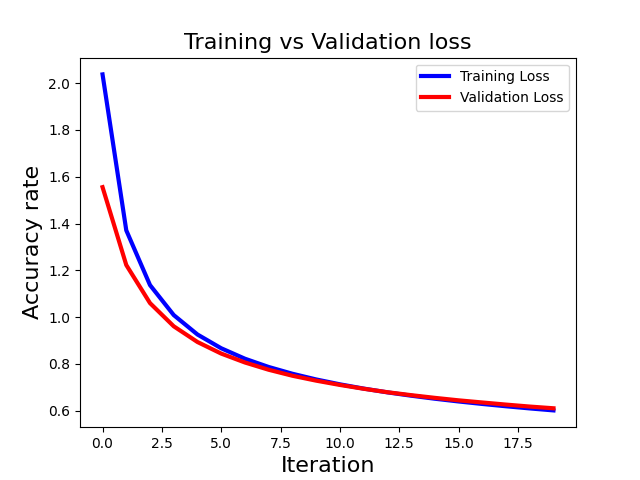 Training vs Validation loss
Training Loss
Validation Loss
Accuracy rate
2.0
1.8
1.6
1.4
1.2
1.0
0.8
0.6
0.0 2.5 5.0 7.5 10.0 12.5 15.0 17.5
Iteration